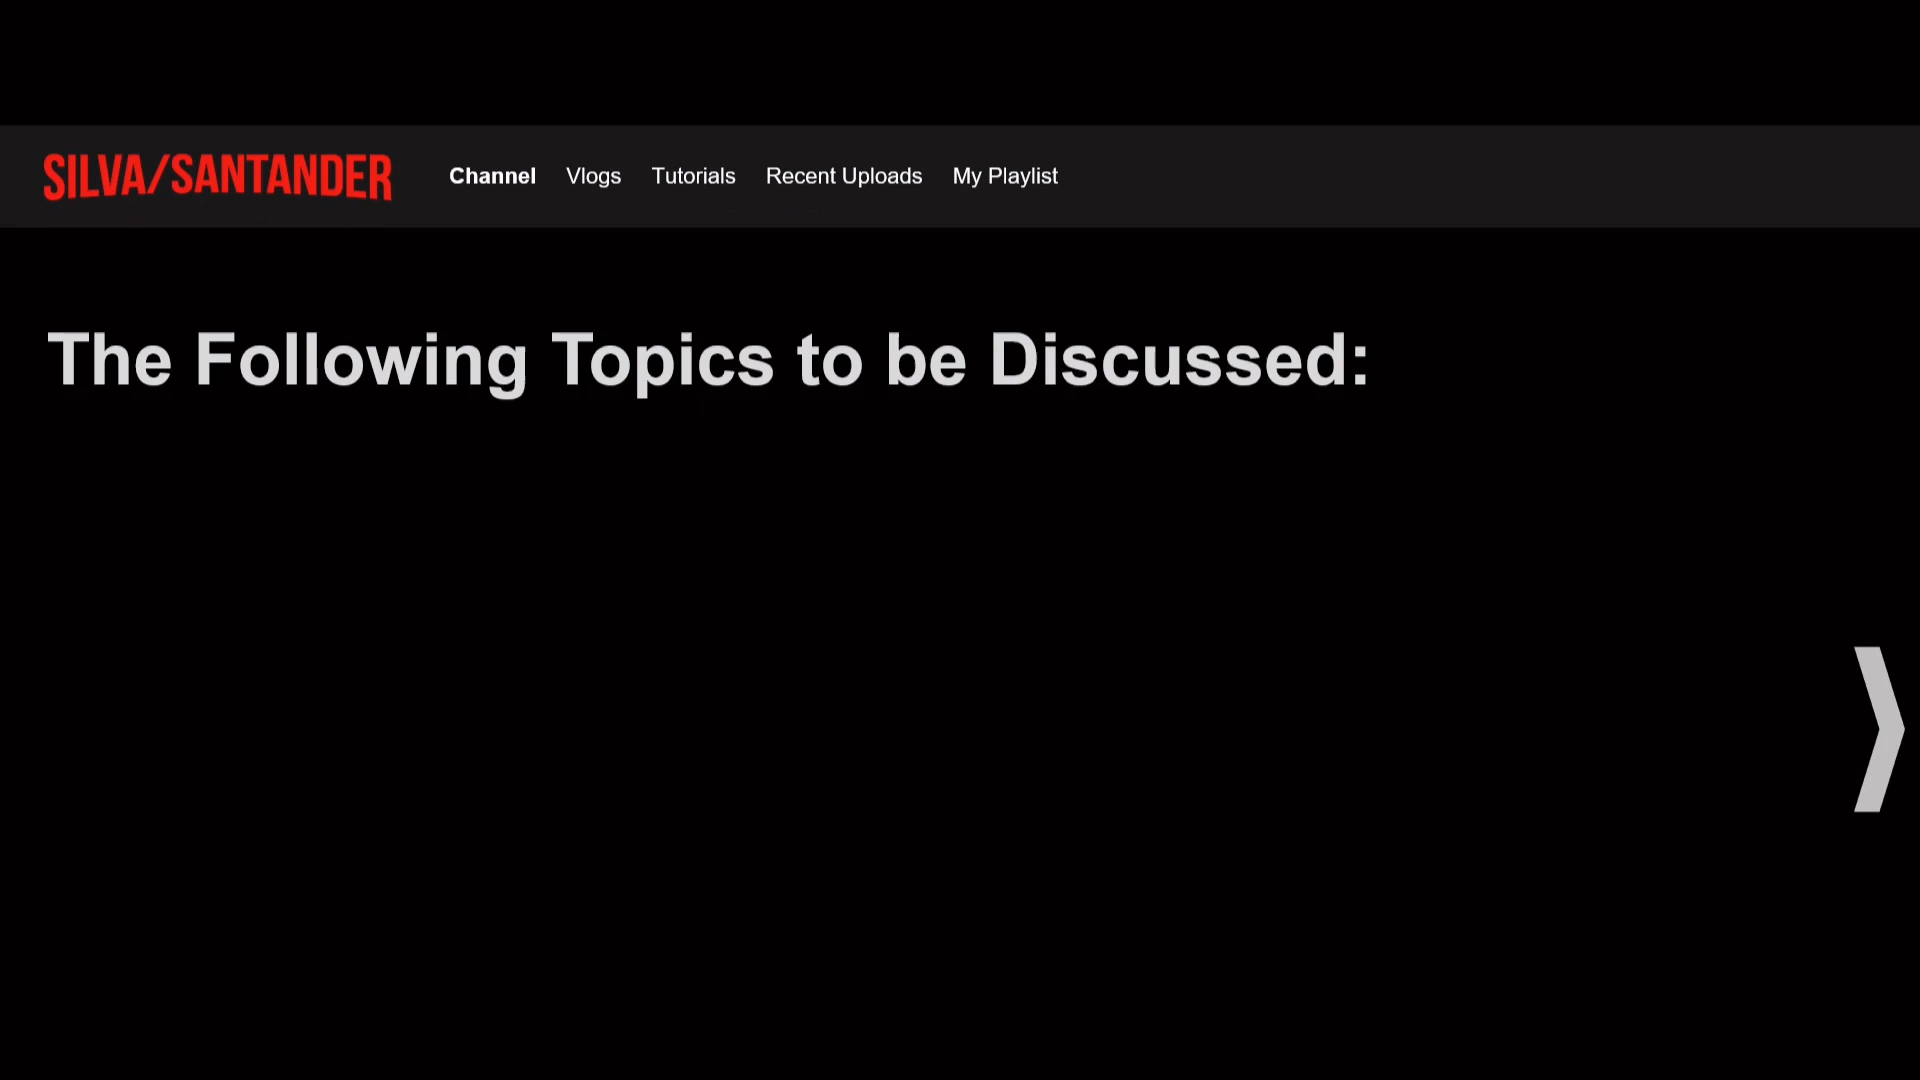 SILVA/SANTANDER Channel Vlogs Tutorials Recent Uploads My Playlist
The Following Topics to be Discussed: